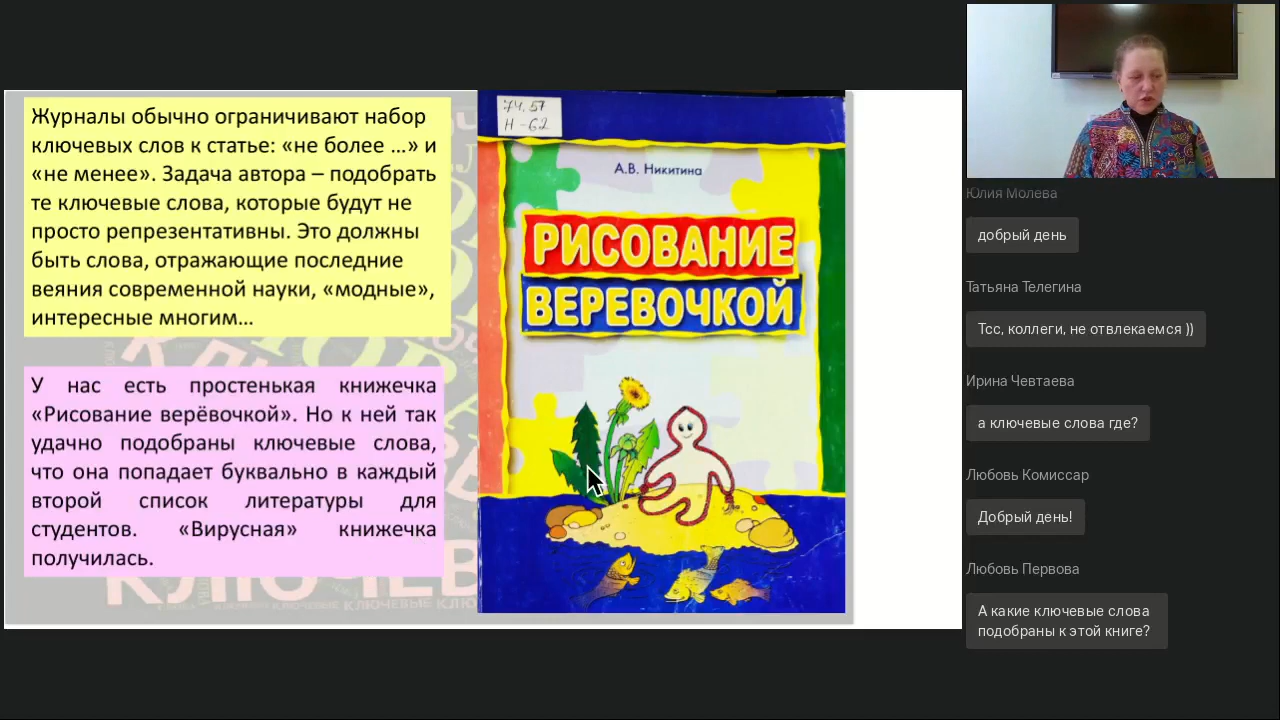 Журналы обычно ограничивают набор
ключевых слов к статье: «не более …» и
«не менее». Задача автора – подобрать
те ключевые слова, которые будут не
просто репрезентативны. Это должны
быть слова, отражающие последние
веяния современной науки, «модные»,
интересные многим…
У нас есть простенькая книжечка
«Рисование верёвочкой». Но к ней так
удачно подобраны ключевые слова,
что она попадает буквально в каждый
второй список литературы для
студентов. «Вирусная» книжечка
получилась.
КЛЮЧЕВ
КЛЮЧЕВЫЕ
74.57
Н-62
А.В. Никитина
РИСОВАНИЕ
ВЕРЕВОЧКОЙ
Юлия Молева
добрый день
Татьяна Телегина
Тсс, коллеги, не отвлекаемся ))
Ирина Чевтаева
а ключевые слова где?
Любовь Комиссар
Добрый день!
Любовь Первова
А какие ключевые слова
подобраны к этой книге?